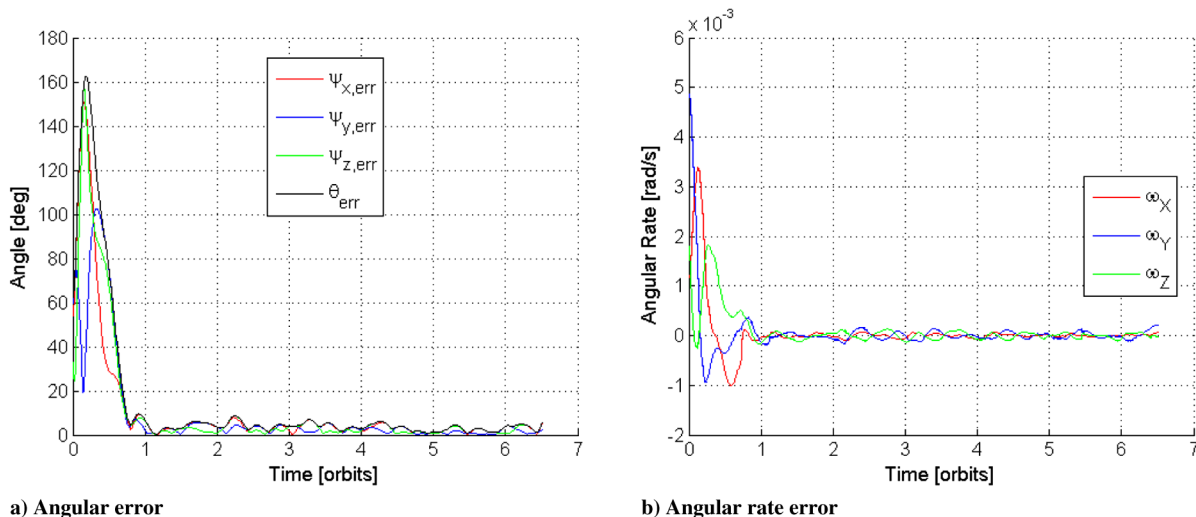 180
160
140
120
100
80
60
40
20
0
Angle [deg]
Ψx,err
Ψy,err
Ψz,err
θerr
0 1 2 3 4 5 6 7
Time [orbits]
a) Angular error
x 10-3
6
5
4
3
2
1
0
-1
-2
Angular Rate [rad/s]
ωX
ωY
ωZ
0 1 2 3 4 5 6 7
Time [orbits]
b) Angular rate error